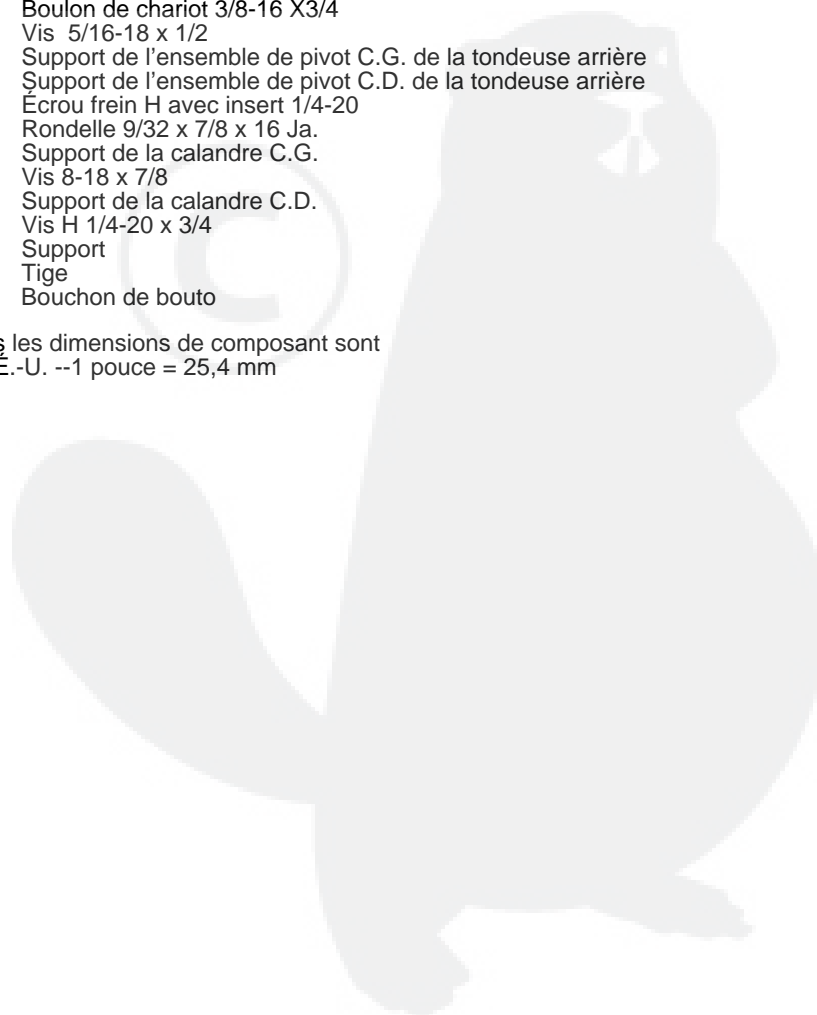 Boulon de chariot 3/8-16 X3/4
Vis 5/16-18 x 1/2
Support de l'ensemble de pivot C.G. de la tondeuse arrière
Support de l'ensemble de pivot C.D. de la tondeuse arrière
Écrou frein H avec insert 1/4-20
Rondelle 9/32 x 7/8 x 16 Ja.
Support de la calandre C.G.
Vis 8-18 x 7/8
Support de la calandre C.D.
Vis H 1/4-20 x 3/4
Support
Tige
Bouchon de bouto
les dimensions de composant sont
É.-U. --1 pouce = 25,4 mm
©